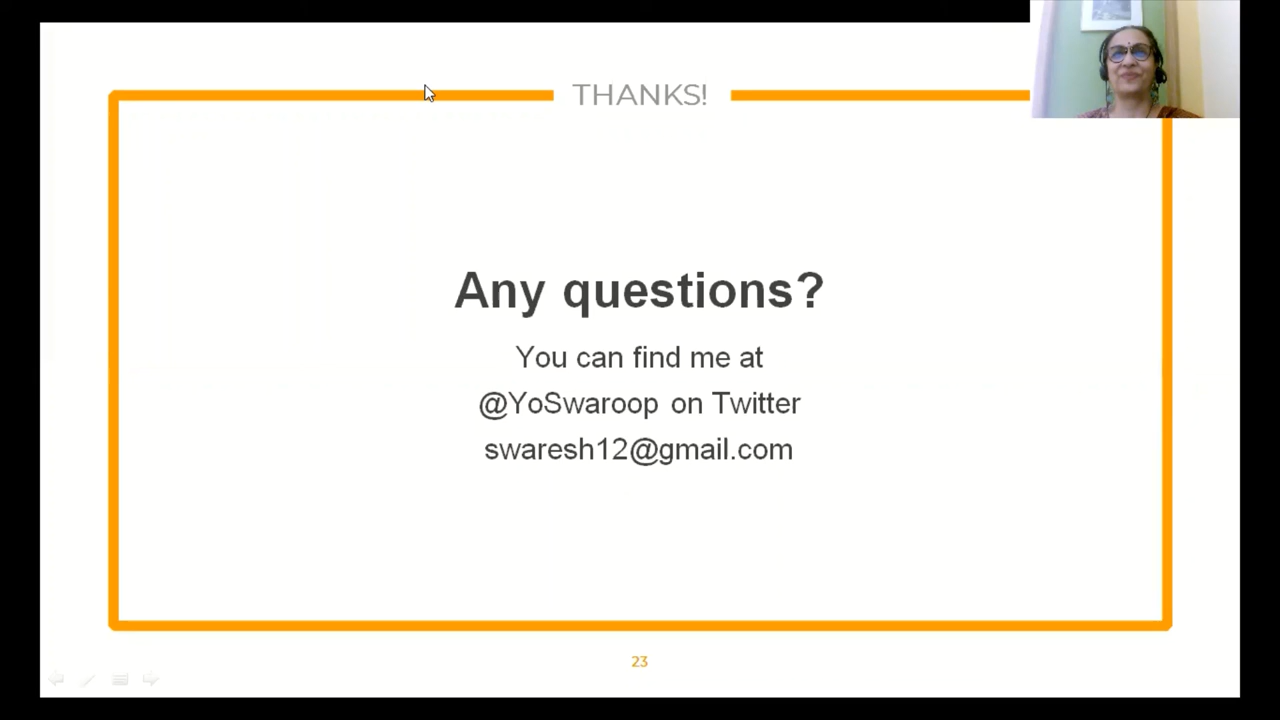 THANKS!
Any questions?
You can find me at
@YoSwaroop on Twitter
swaresh12@gmail.com
23